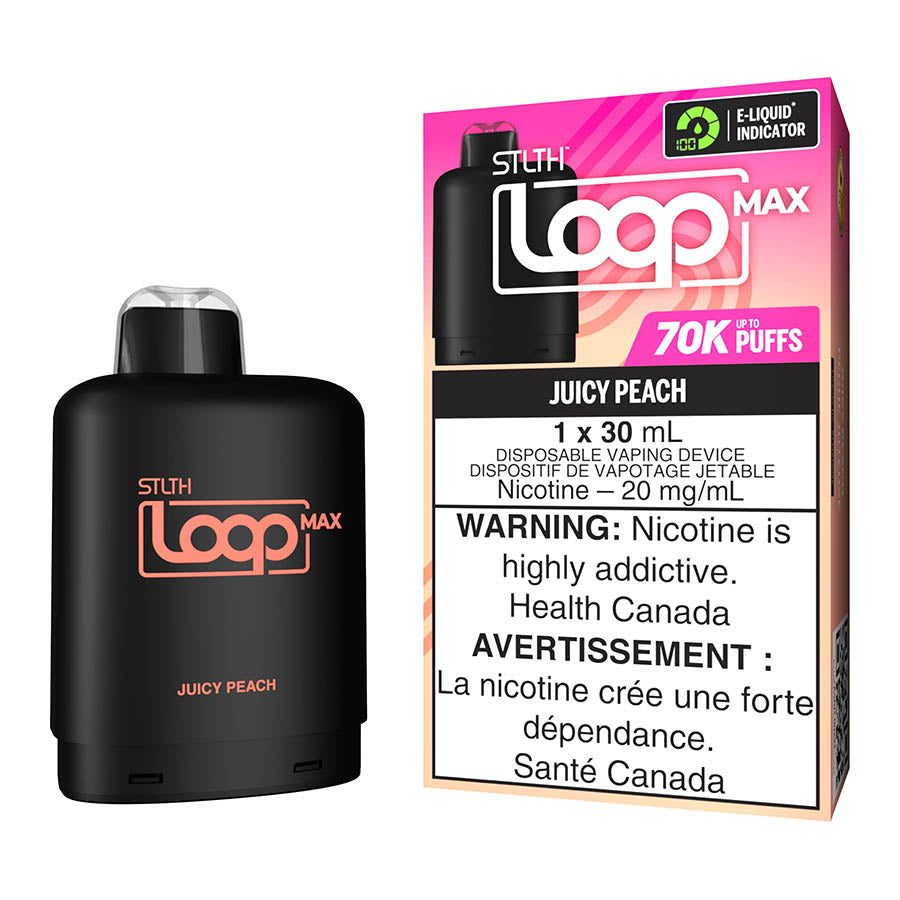 STLTH
Loop MAX
JUICY PEACH
E-LIQUID*
INDICATOR
100
STLTH™
Loop MAX
70K UP TO PUFFS
JUICY PEACH
1 x 30 mL
DISPOSABLE VAPING DEVICE
DISPOSITIF DE VAPOTAGE JETABLE
Nicotine – 20 mg/mL
WARNING: Nicotine is
highly addictive.
Health Canada
AVERTISSEMENT :
La nicotine crée une forte
dépendance.
Santé Canada